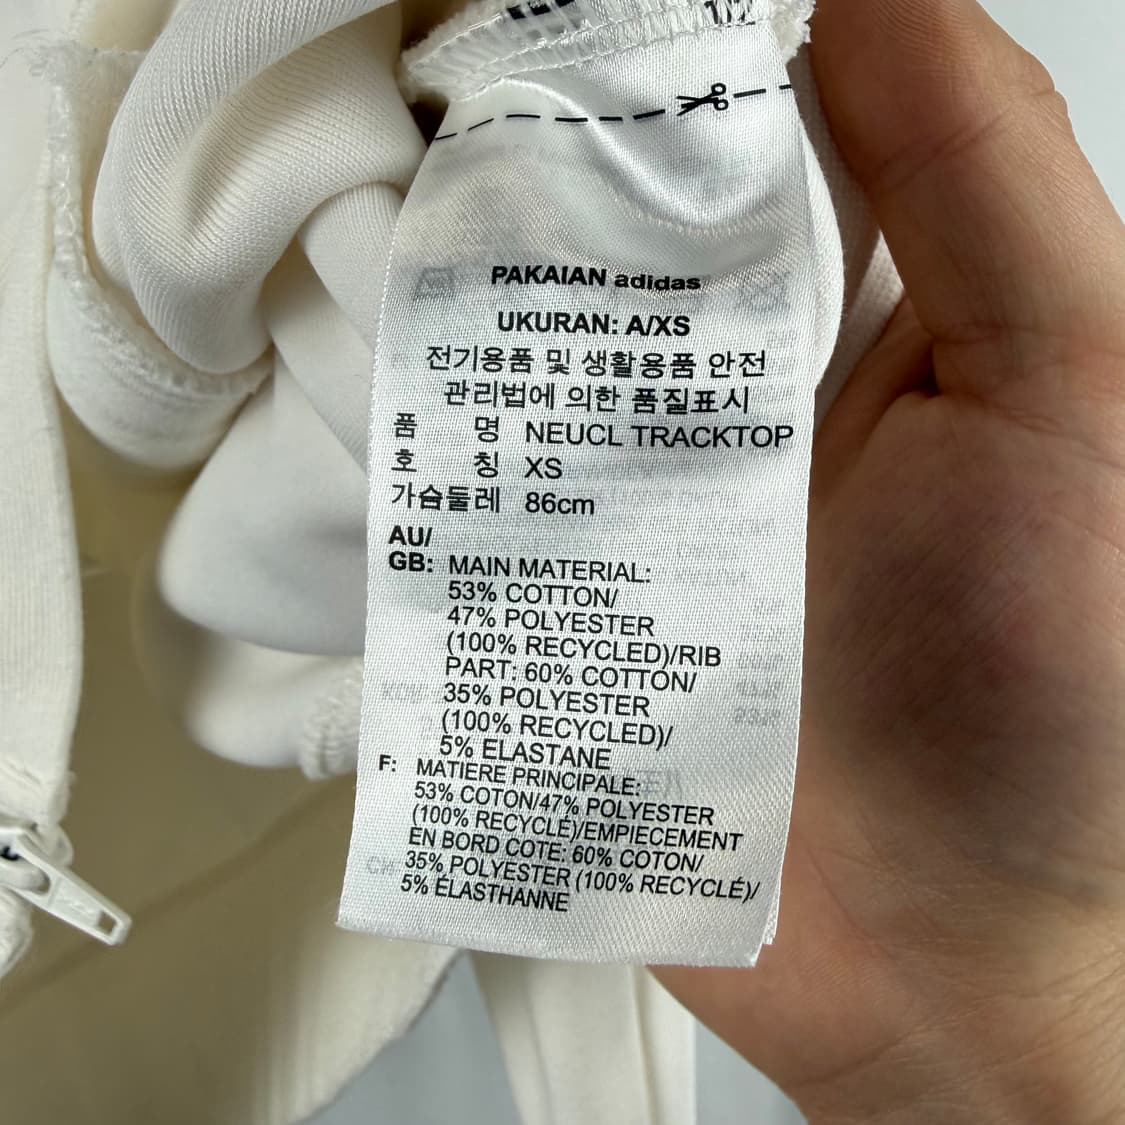 PAKAIAN adidas
UKURAN: A/XS
전기용품 및 생활용품 안전
관리법에 의한 품질표시
품 명 NEUCL TRACKTOP
호 칭 XS
가슴둘레 86cm
AU/
GB: MAIN MATERIAL:
53% COTTON/
47% POLYESTER
(100% RECYCLED)/RIB
PART: 60% COTTON/
35% POLYESTER
(100% RECYCLED)/
5% ELASTANE
F: MATIERE PRINCIPALE:
53% COTON/47% POLYESTER
(100% RECYCLÉ)/EMPIECEMENT
EN BORD COTE: 60% COTON/
35% POLYESTER (100% RECYCLÉ)/
5% ÉLASTHANNE